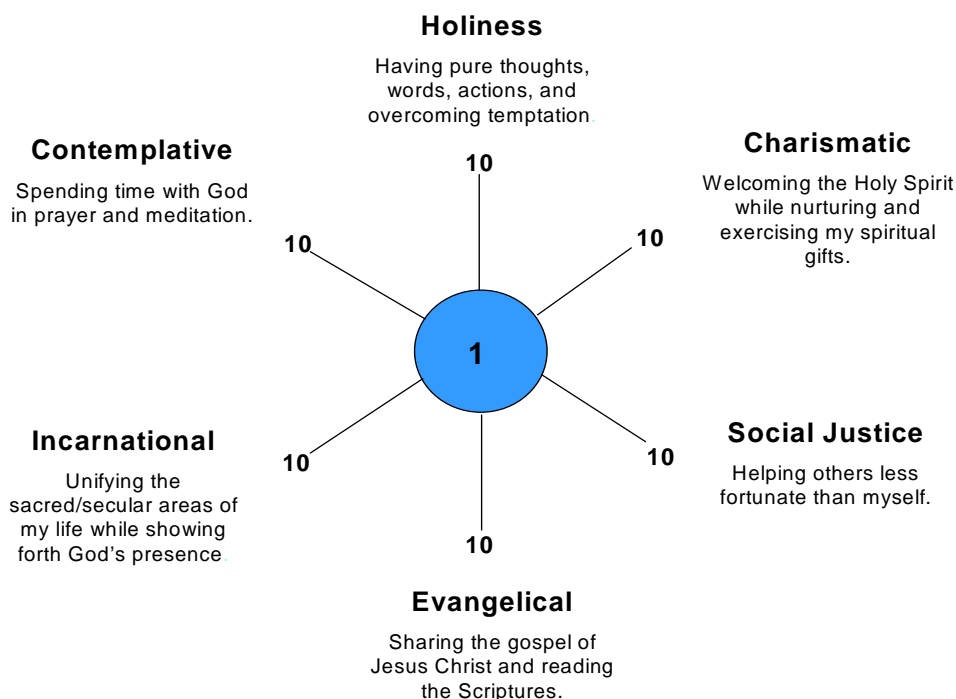 Holiness
Having pure thoughts,
words, actions, and
overcoming temptation.
10
Contemplative
Spending time with God
in prayer and meditation.
10
Charismatic
Welcoming the Holy Spirit
while nurturing and
exercising my spiritual
gifts.
10
1
Incarnational
Unifying the
sacred/secular areas of
my life while showing
forth God's presence.
10
Social Justice
Helping others less
fortunate than myself.
10
10
Evangelical
Sharing the gospel of
Jesus Christ and reading
the Scriptures.